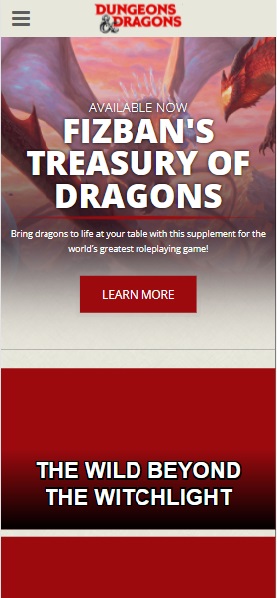 DUNGEONS
& DRAGONS
AVAILABLE NOW
FIZBAN'S
TREASURY OF
DRAGONS
Bring dragons to life at your table with this supplement for the
world's greatest roleplaying game!
LEARN MORE
THE WILD BEYOND
THE WITCHLIGHT